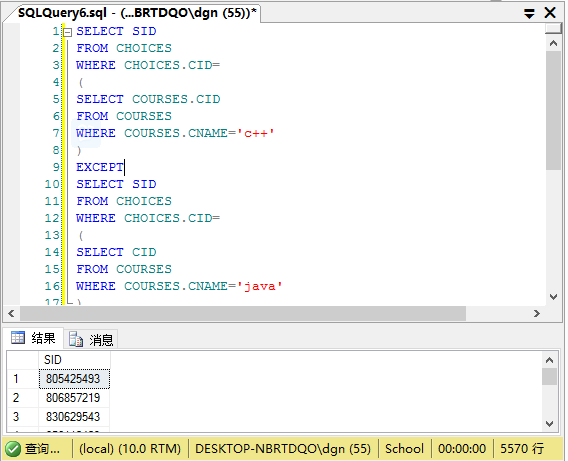 SQLQuery6.sql - (...BRTDQO\dgn (55))*
1 SELECT SID
2 FROM CHOICES
3 WHERE CHOICES.CID=
4 (
5 SELECT COURSES.CID
6 FROM COURSES
7 WHERE COURSES.CNAME='c++'
8 )
9 EXCEPT
10 SELECT SID
11 FROM CHOICES
12 WHERE CHOICES.CID=
13 (
14 SELECT CID
15 FROM COURSES
16 WHERE COURSES.CNAME='java'
17 )
结果 消息
SID
1 805425493
2 806857219
3 830629543
查询... (local) (10.0 RTM) DESKTOP-NBRTDQO\dgn (55) School 00:00:00 5570 行